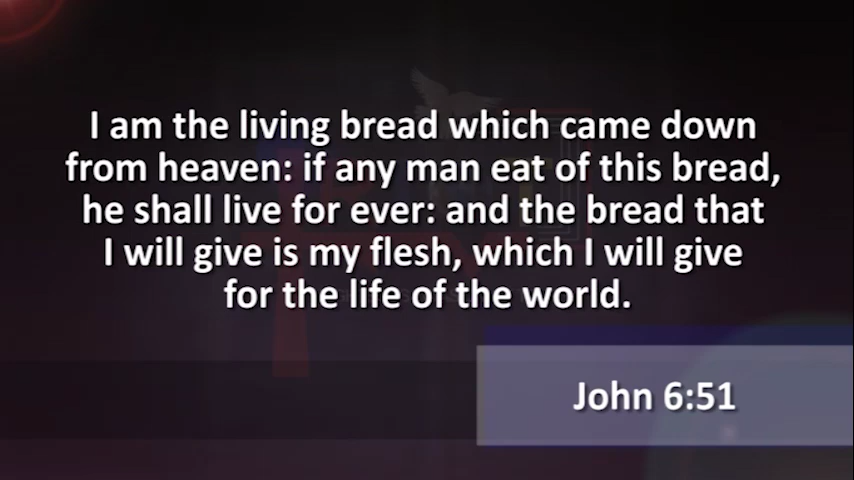 I am the living bread which came down
from heaven: if any man eat of this bread,
he shall live for ever: and the bread that
I will give is my flesh, which I will give
for the life of the world.
John 6:51